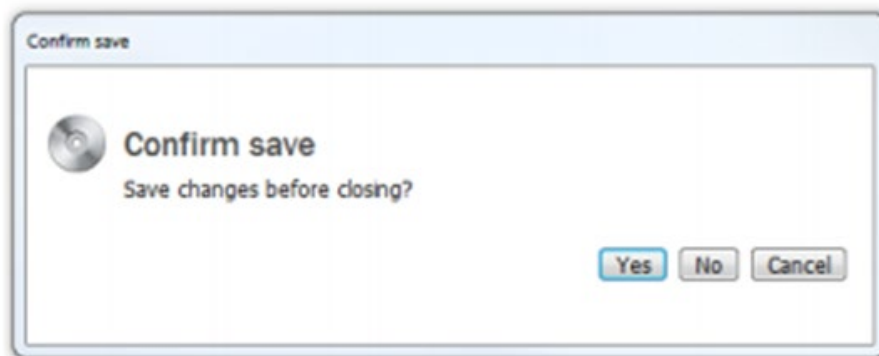 Confirm save
Confirm save
Save changes before closing?
Yes No Cancel